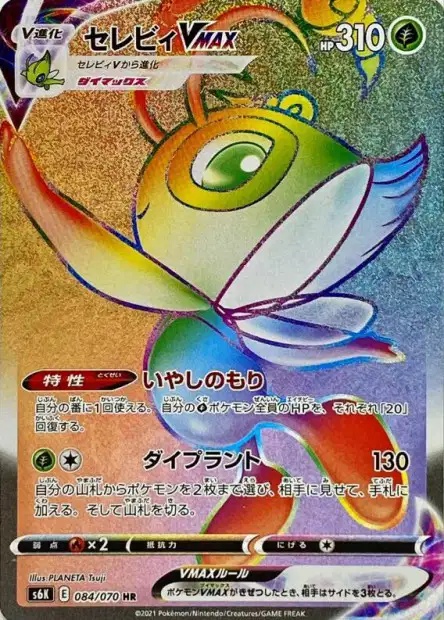 V進化
セレビィVMAX
HP310
セレビィVから進化
ダイマックス
特性 とくせい いやしのもり
自分の番に1回使える。自分のポケモン全員のHPを、それぞれ「20」
回復する。
ダイプラント 130
自分の山札からポケモンを2枚まで選び、相手に見せて、手札に
加える。そして山札を切る。
弱点 ×2 抵抗力 にげる
Illus. PLANETA Tsuji
VMAXルール
s6K E 084/070 HR
ポケモンVMAXがきぜつしたとき、相手はサイドを3枚とる。
©2021 Pokémon/Nintendo/Creatures/GAME FREAK